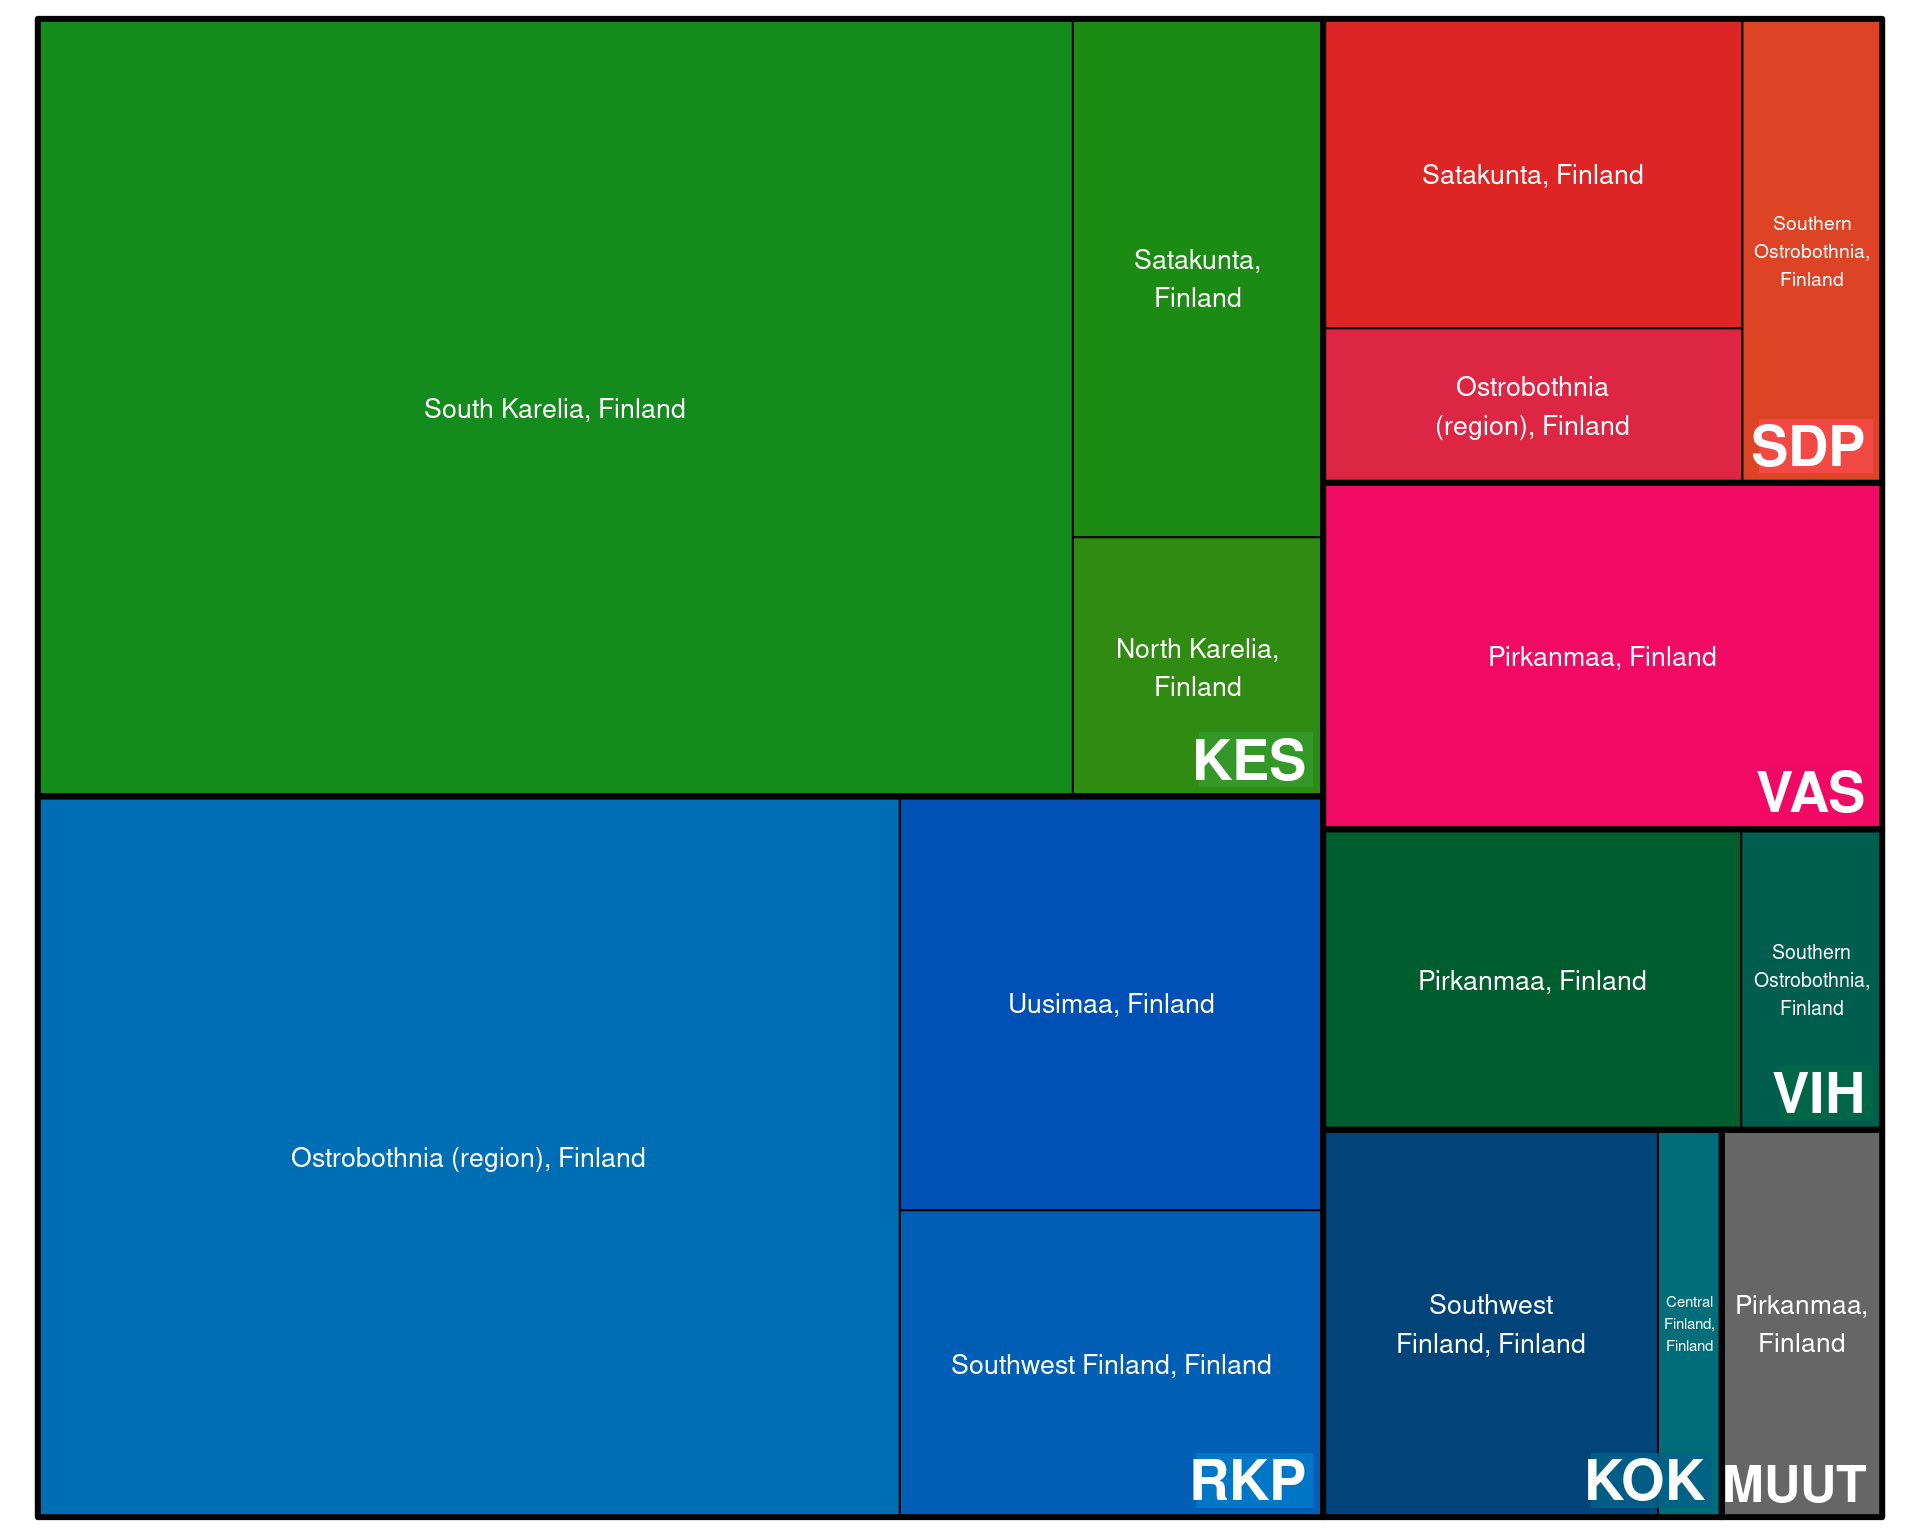 South Karelia, Finland
Satakunta,
Finland
North Karelia,
Finland
KES
Ostrobothnia (region), Finland
Uusimaa, Finland
Southwest Finland, Finland
RKP
Satakunta, Finland
Ostrobothnia
(region), Finland
Southern
Ostrobothnia,
Finland
SDP
Pirkanmaa, Finland
VAS
Pirkanmaa, Finland
Southern
Ostrobothnia,
Finland
VIH
Southwest
Finland, Finland
Central
Finland,
Finland
KOK
Pirkanmaa,
Finland
MUUT